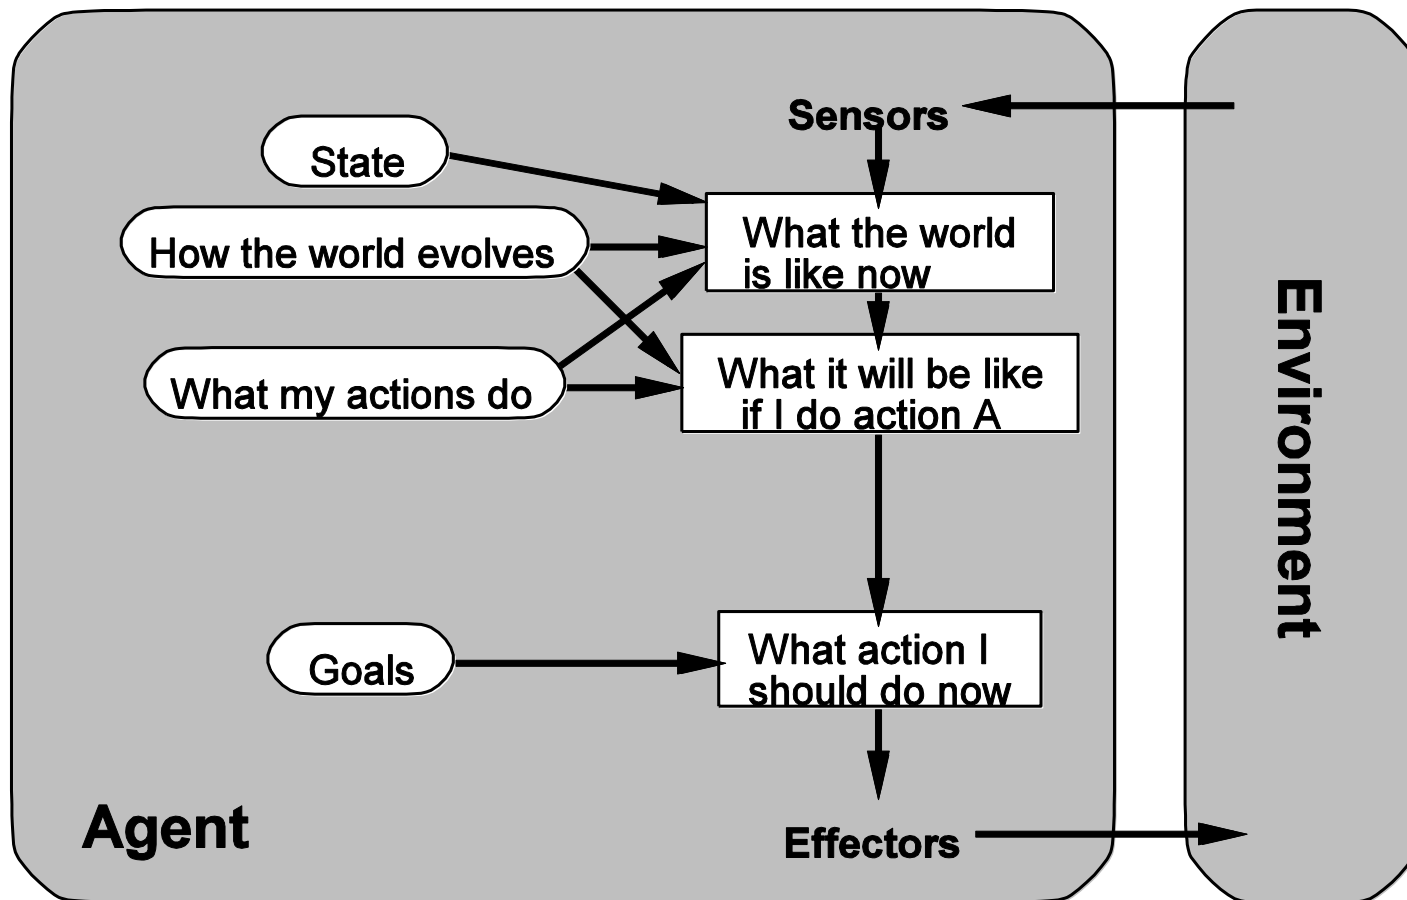 Sensors
State
What the world
is like now
How the world evolves
What it will be like
if I do action A
What my actions do
Environment
What action I
should do now
Goals
Agent
Effectors